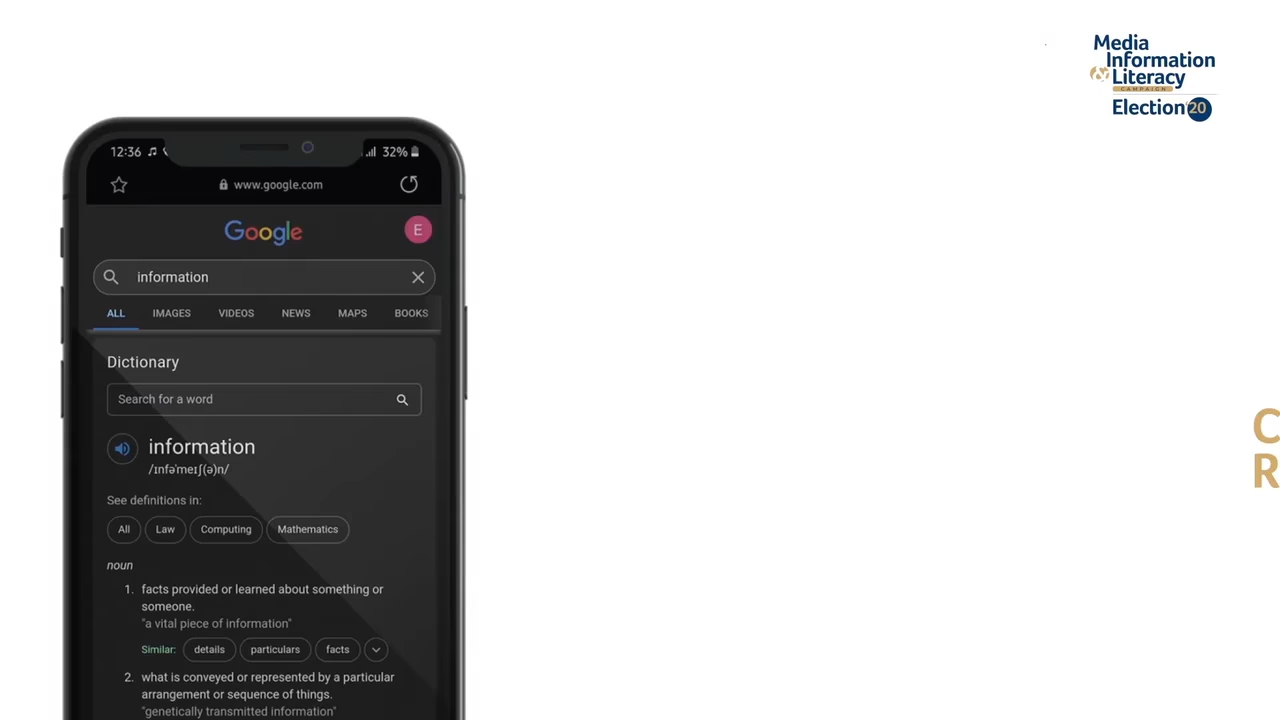 Media
Information
& Literacy
CAMPAIGN
Election'20
12:36
32%
www.google.com
Google
E
information
ALL IMAGES VIDEOS NEWS MAPS BOOKS
Dictionary
Search for a word
information
/ɪnfəˈmeɪʃ(ə)n/
See definitions in:
All Law Computing Mathematics
noun
1. facts provided or learned about something or
someone.
"a vital piece of information"
Similar: details particulars facts
2. what is conveyed or represented by a particular
arrangement or sequence of things.
"genetically transmitted information"
C
R